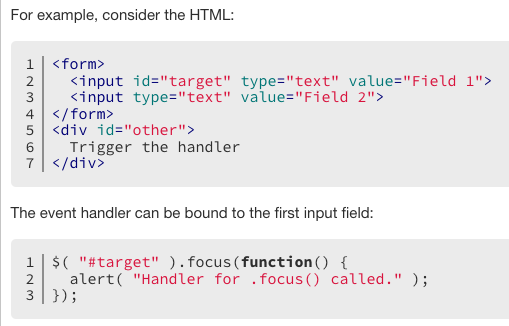 For example, consider the HTML:
1 <form>
2   <input id="target" type="text" value="Field 1">
3   <input type="text" value="Field 2">
4 </form>
5 <div id="other">
6   Trigger the handler
7 </div>
The event handler can be bound to the first input field:
1 $( "#target" ).focus(function() {
2   alert( "Handler for .focus() called." );
3 });